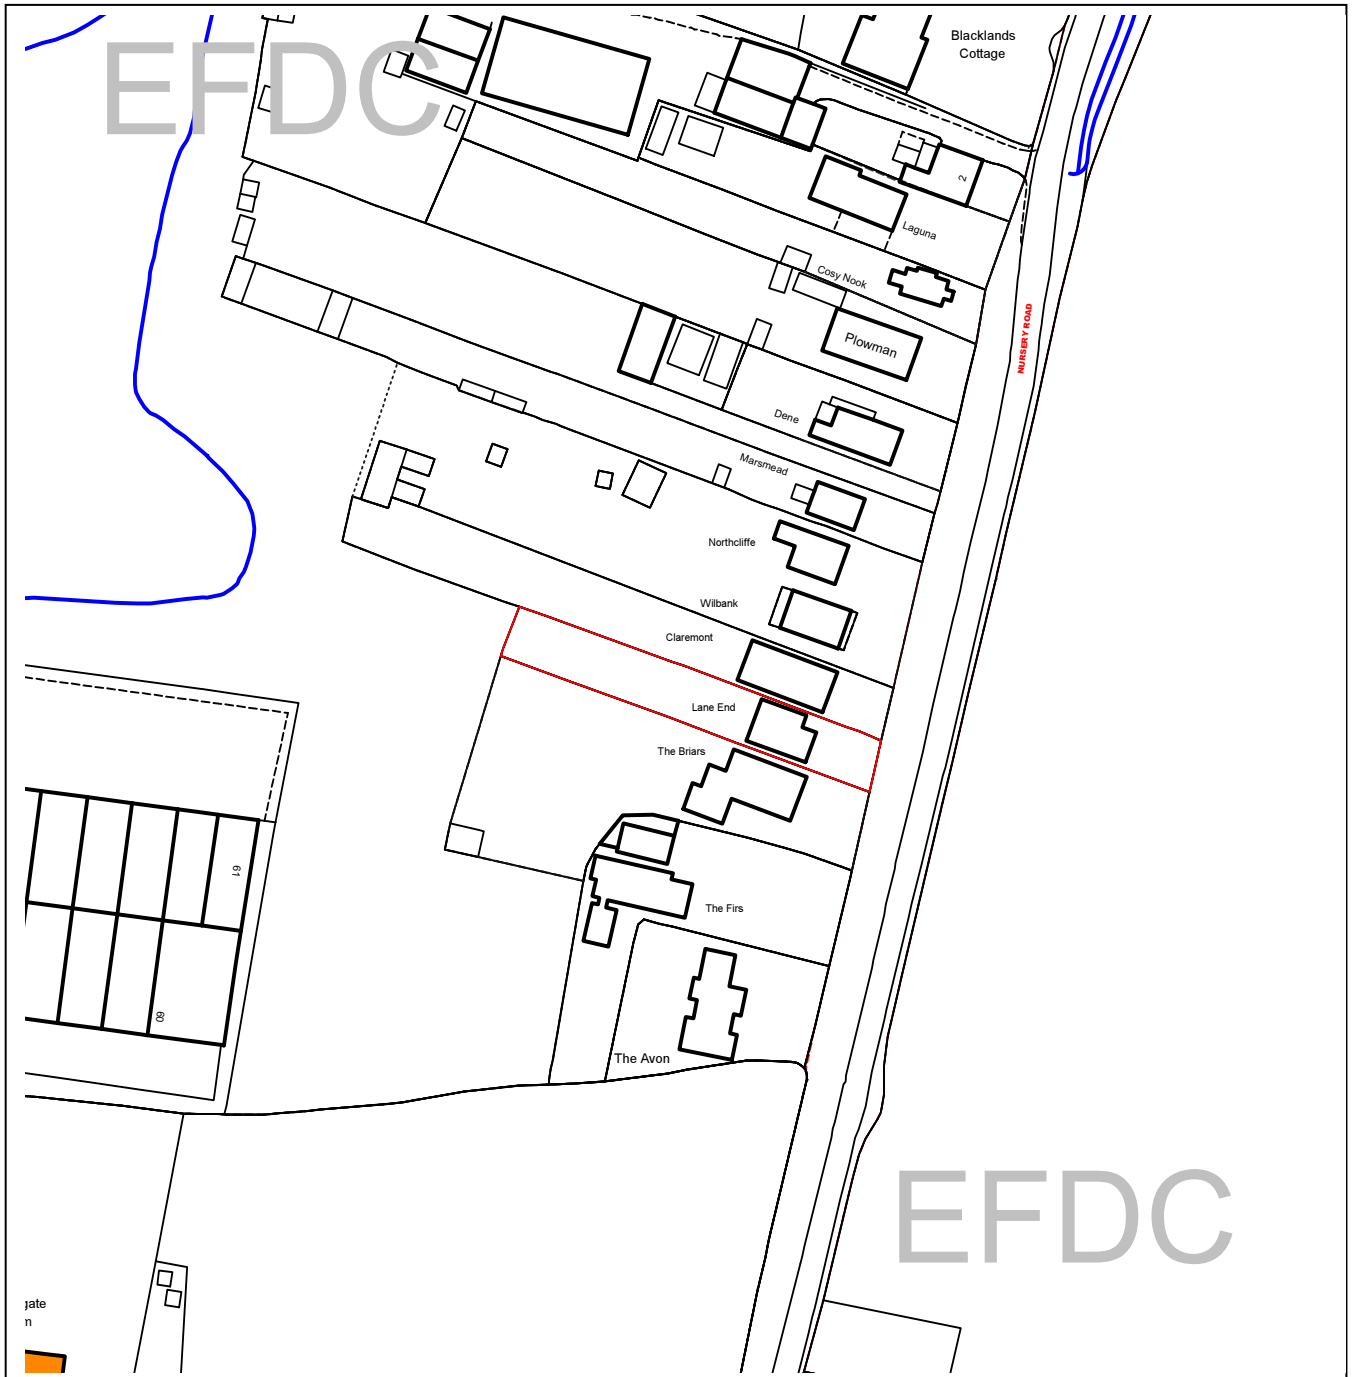 EFDC
Blacklands
Cottage
2
Laguna
Cosy Nook
NURSERY ROAD
Plowman
Dene
Marsmead
Northcliffe
Wilbank
Claremont
Lane End
The Briars
61
The Firs
60
The Avon
EFDC
gate
m